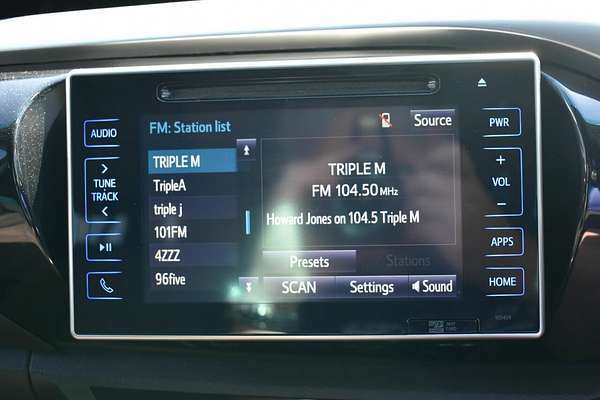 AUDIO
TUNE
TRACK
FM: Station list
Source
TRIPLE M
TripleA
triple j
101FM
4ZZZ
96five
TRIPLE M
FM 104.50 MHz
Howard Jones on 104.5 Triple M
Presets
Stations
SCAN
Settings
Sound
PWR
+
VOL
-
APPS
HOME